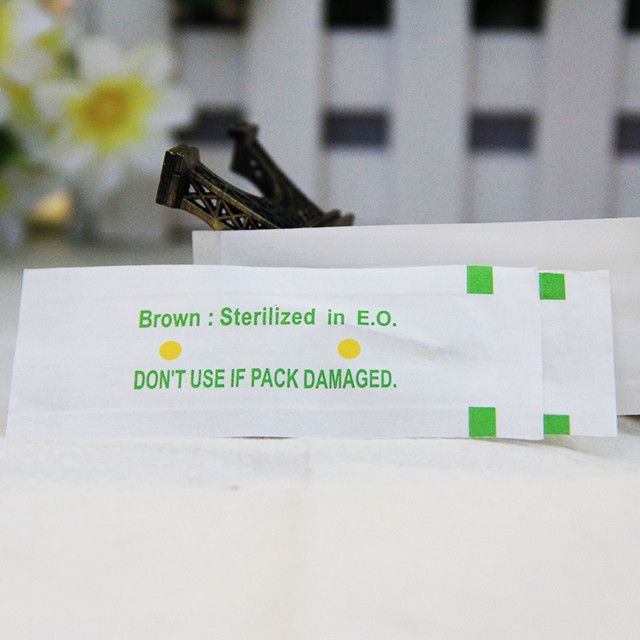 Brown : Sterilized in E.O.
DON'T USE IF PACK DAMAGED.